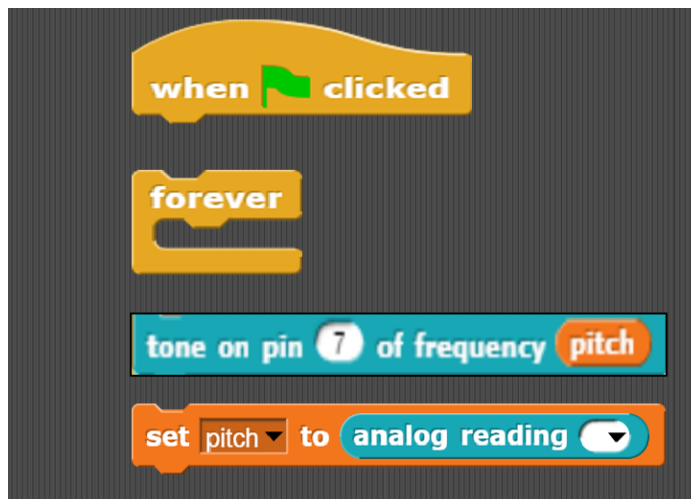 when clicked
forever
tone on pin 7 of frequency pitch
set pitch to analog reading